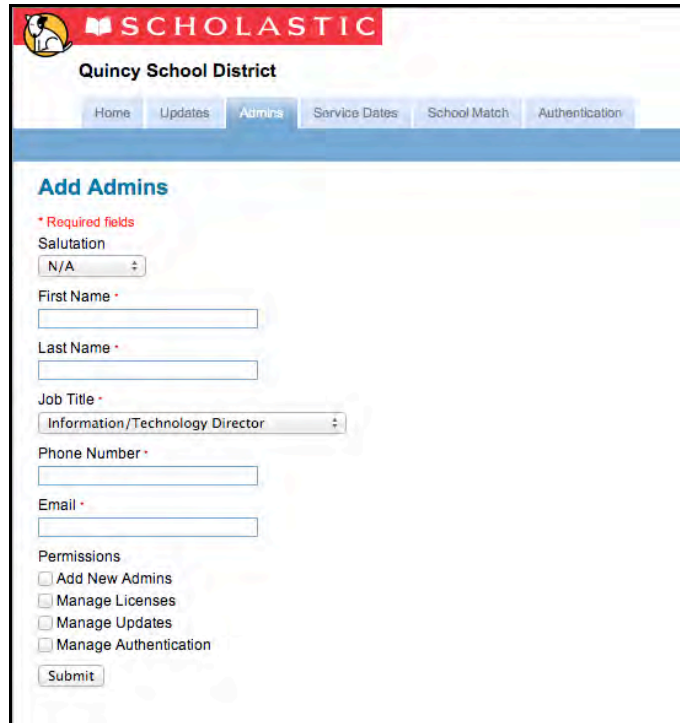 SCHOLASTIC
Quincy School District
Home Updates Admins Service Dates School Match Authentication
Add Admins
* Required fields
Salutation
N/A
First Name *
Last Name *
Job Title *
Information/Technology Director
Phone Number *
Email *
Permissions
Add New Admins
Manage Licenses
Manage Updates
Manage Authentication
Submit